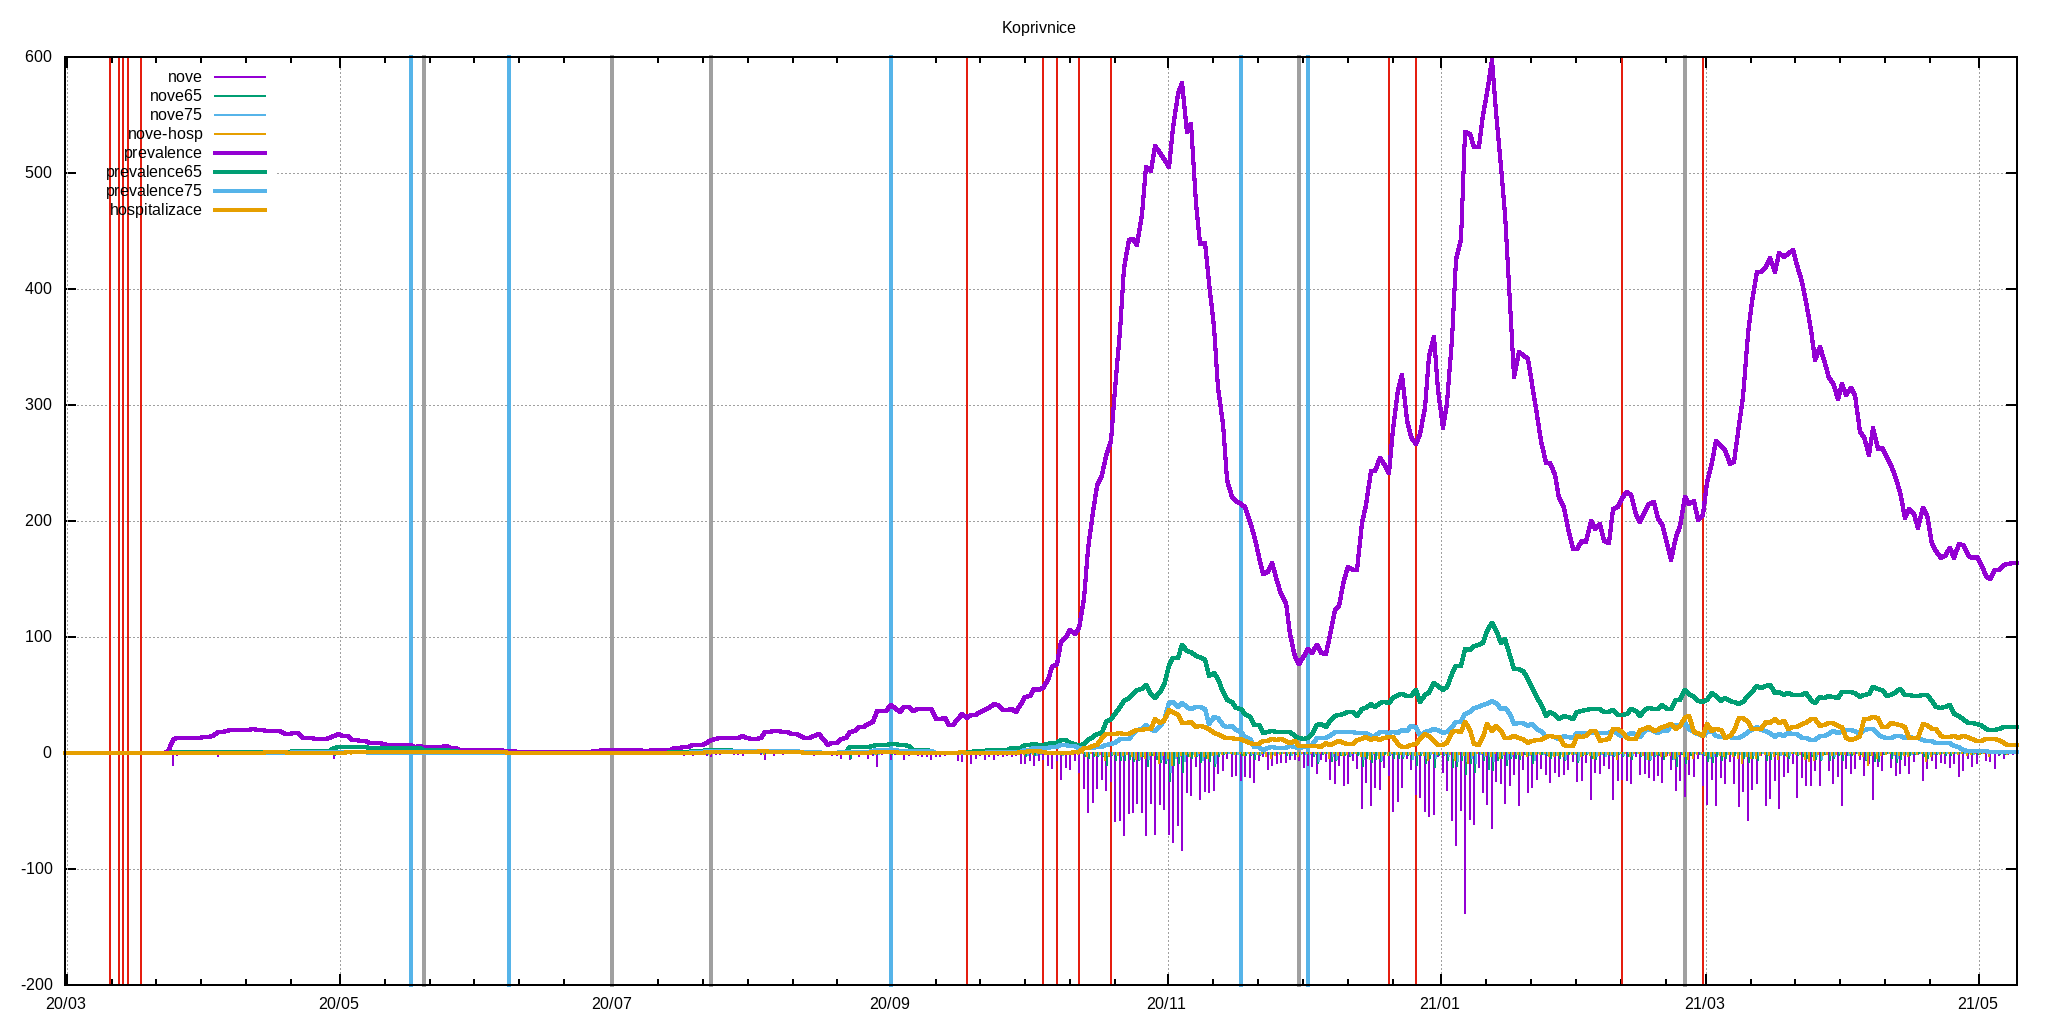 Koprivnice
600
500
400
300
200
100
0
-100
-200
nove
nove65
nove75
nove-hosp
prevalence
prevalence65
prevalence75
hospitalizace
20/03 20/05 20/07 20/09 20/11 21/01 21/03 21/05